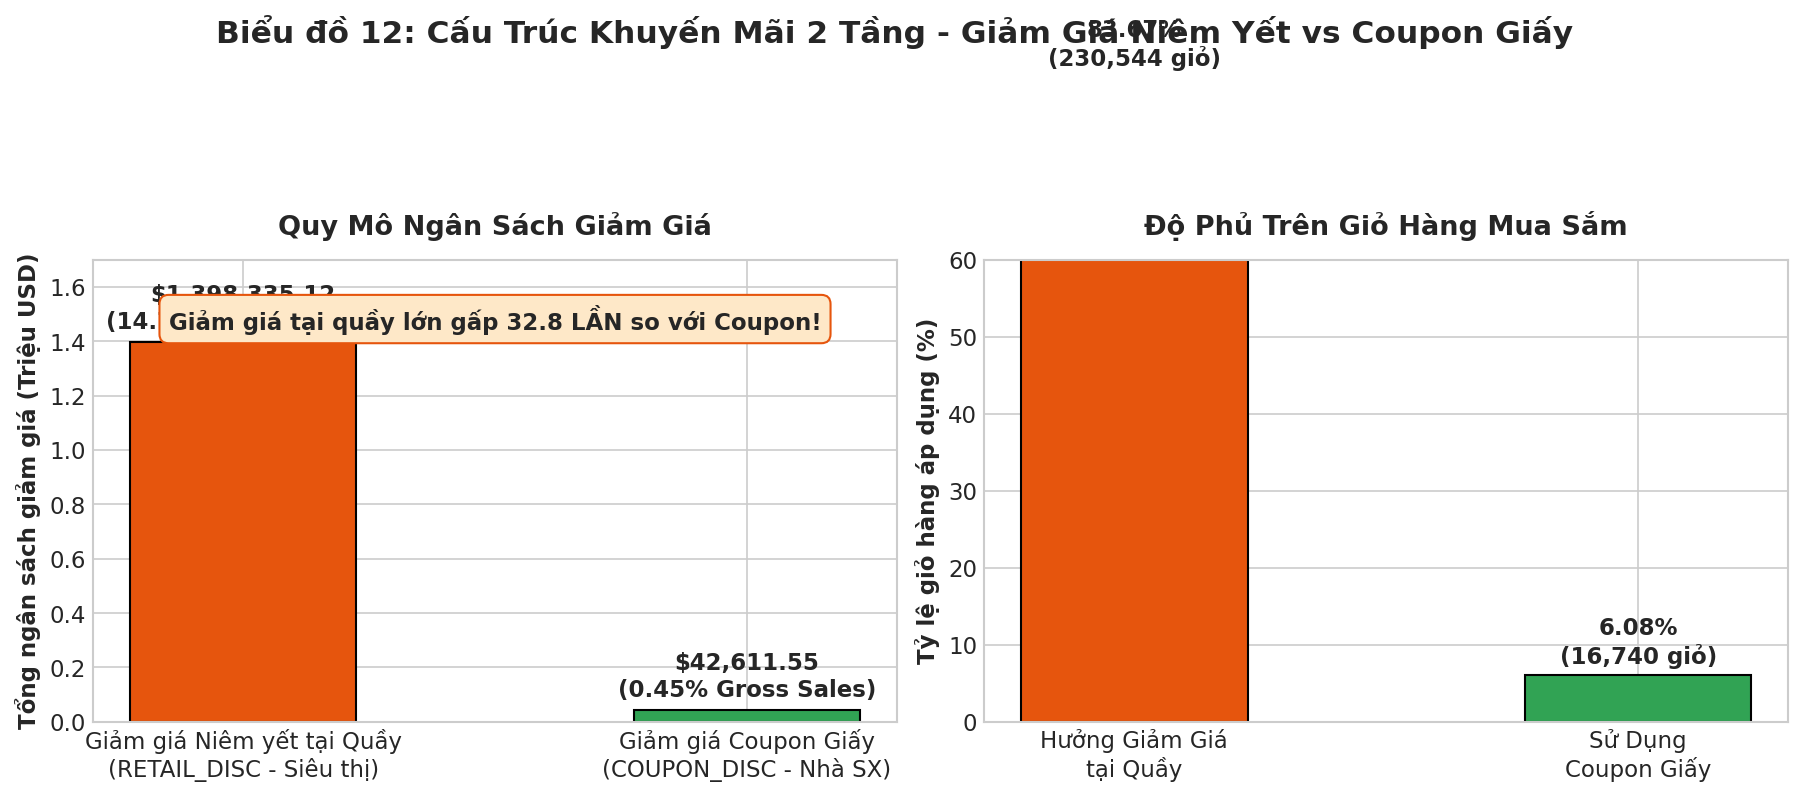 Biểu đồ 12: Cấu Trúc Khuyến Mãi 2 Tầng - Giảm Giá Niêm Yết vs Coupon Giấy
(230,544 giỏ)
Quy Mô Ngân Sách Giảm Giá
Tổng ngân sách giảm giá (Triệu USD)
1.6
1.4
1.2
1.0
0.8
0.6
0.4
0.2
0.0
$1,398,335.12
(14.
Giảm giá tại quầy lớn gấp 32.8 LẦN so với Coupon!
$42,611.55
(0.45% Gross Sales)
Giảm giá Niêm yết tại Quầy
(RETAIL_DISC - Siêu thị)
Giảm giá Coupon Giấy
(COUPON_DISC - Nhà SX)
Độ Phủ Trên Giỏ Hàng Mua Sắm
Tỷ lệ giỏ hàng áp dụng (%)
60
50
40
30
20
10
0
6.08%
(16,740 giỏ)
Hưởng Giảm Giá
tại Quầy
Sử Dụng
Coupon Giấy